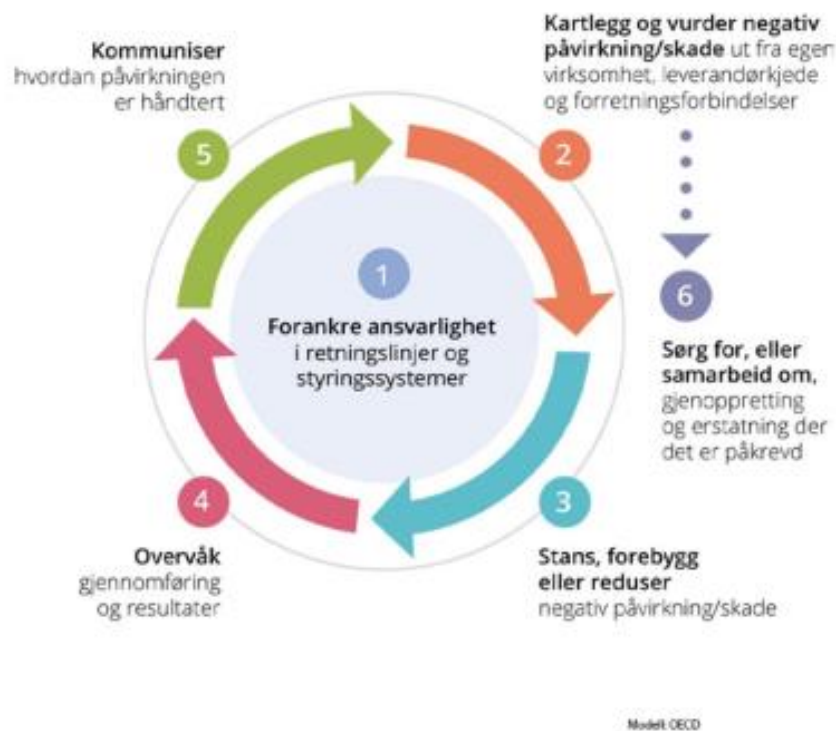 1
Forankre ansvarlighet
i retningslinjer og
styringssystemer
Kartlegg og vurder negativ
påvirkning/skade ut fra egen
virksomhet, leverandørkjede
og forretningsforbindelser
2
3
Stans, forebygg
eller reduser
negativ påvirkning/skade
4
Overvåk
gjennomføring
og resultater
Kommuniser
hvordan påvirkningen
er håndtert
5
6
Sørg for, eller
samarbeid om,
gjenoppretting
og erstatning der
det er påkrevd
Modell: OECD